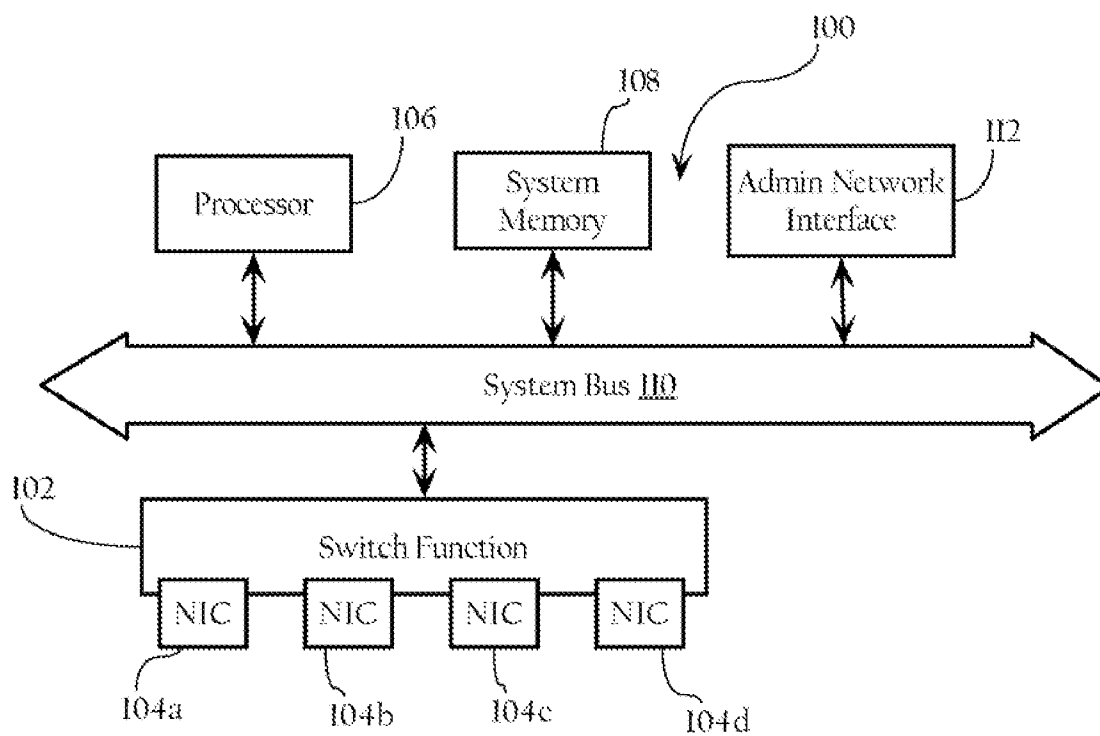 100
108
106
112
Processor
System
Memory
Admin Network
Interface
System Bus 110
102
Switch Function
NIC NIC NIC NIC
104a 104b 104c 104d